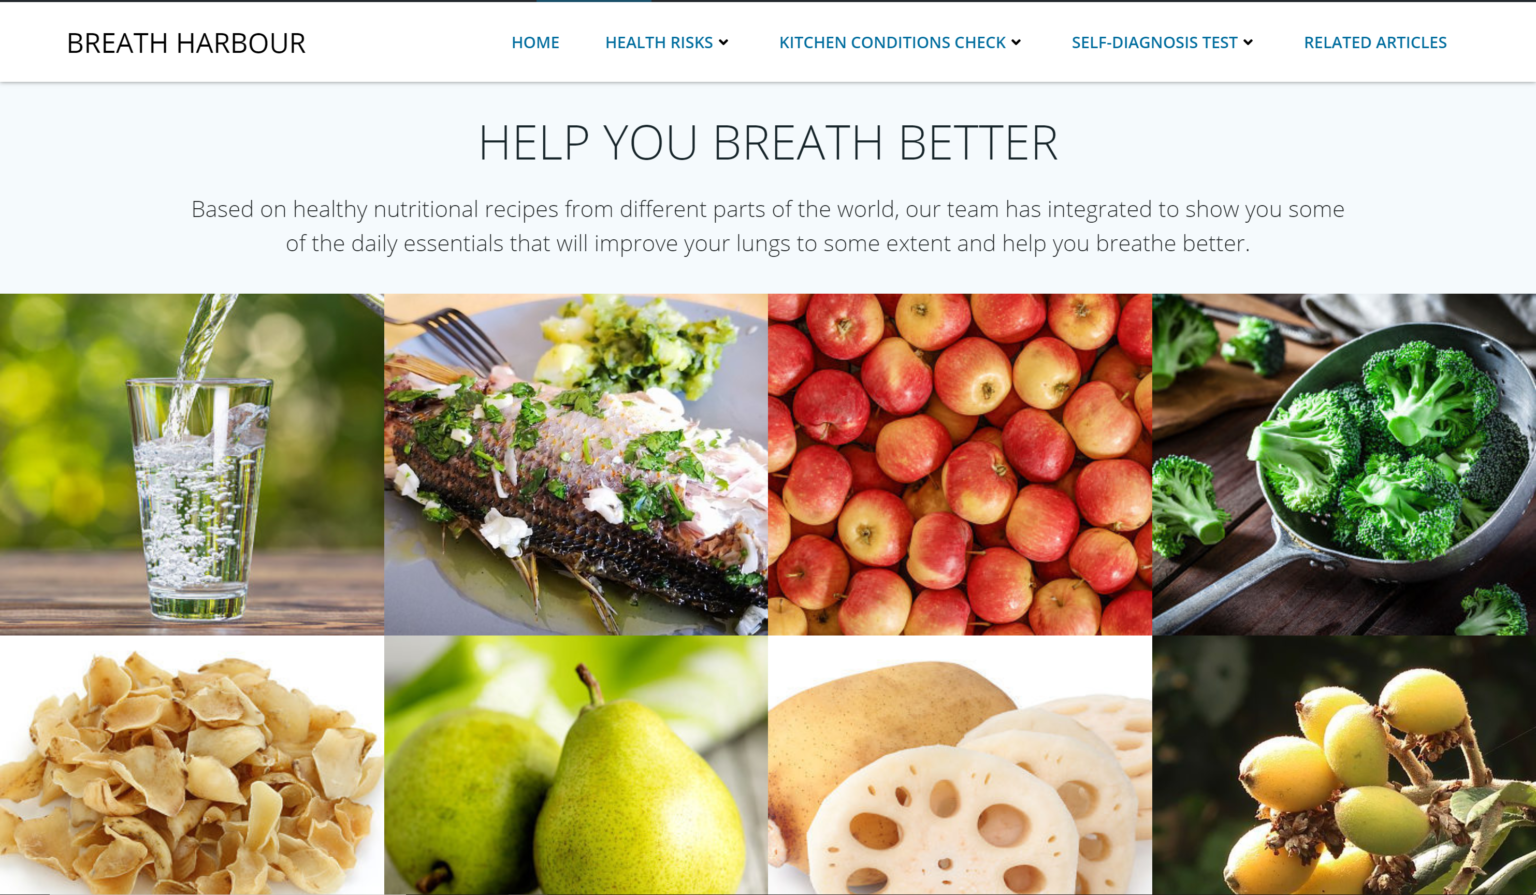 BREATH HARBOUR
HOME
HEALTH RISKS
KITCHEN CONDITIONS CHECK
SELF-DIAGNOSIS TEST
RELATED ARTICLES
HELP YOU BREATH BETTER
Based on healthy nutritional recipes from different parts of the world, our team has integrated to show you some
of the daily essentials that will improve your lungs to some extent and help you breathe better.